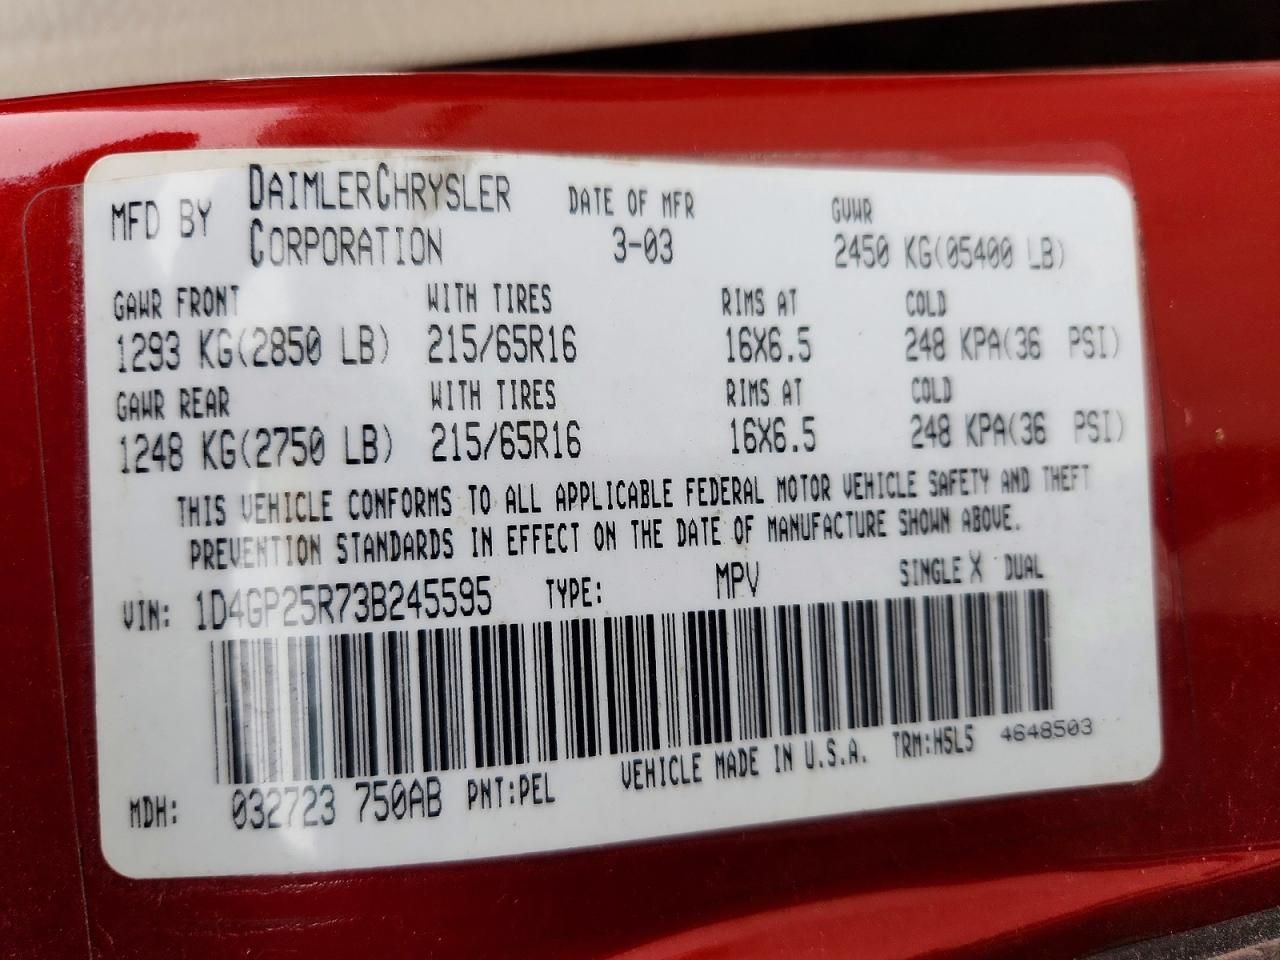 MFD BY DAIMLERCHRYSLER CORPORATION DATE OF MFR 3-03 GVWR 2450 KG(05400 LB)
GAWR FRONT WITH TIRES RIMS AT COLD
1293 KG(2850 LB) 215/65R16 16X6.5 248 KPA(36 PSI)
GAWR REAR WITH TIRES RIMS AT COLD
1248 KG(2750 LB) 215/65R16 16X6.5 248 KPA(36 PSI)
THIS VEHICLE CONFORMS TO ALL APPLICABLE FEDERAL MOTOR VEHICLE SAFETY AND THEFT
PREVENTION STANDARDS IN EFFECT ON THE DATE OF MANUFACTURE SHOWN ABOVE.
VIN: 1D4GP25R73B245595 TYPE: MPV SINGLE X DUAL
MDH: 032723 750AB PNT:PEL VEHICLE MADE IN U.S.A. TRM:H5L5 4648503